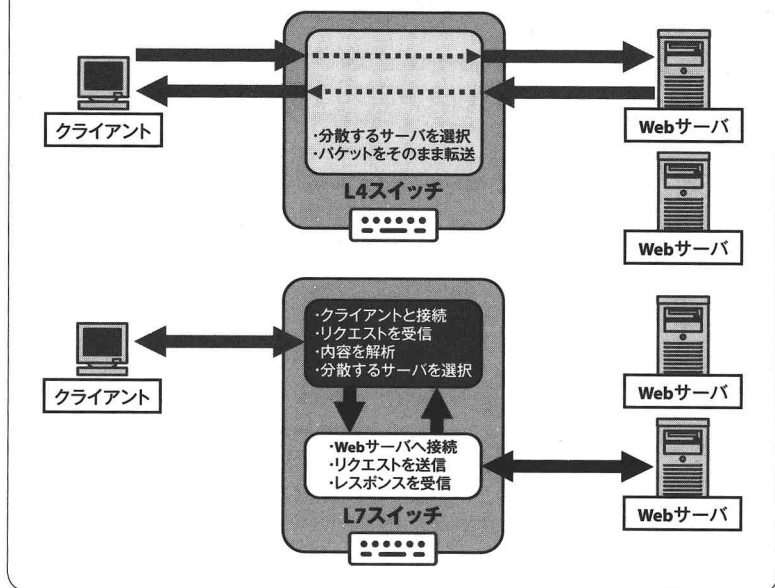 クライアント
・分散するサーバを選択
・パケットをそのまま転送
L4スイッチ
Webサーバ
Webサーバ
クライアント
・クライアントと接続
・リクエストを受信
・内容を解析
・分散するサーバを選択
・Webサーバへ接続
・リクエストを送信
・レスポンスを受信
L7スイッチ
Webサーバ
Webサーバ